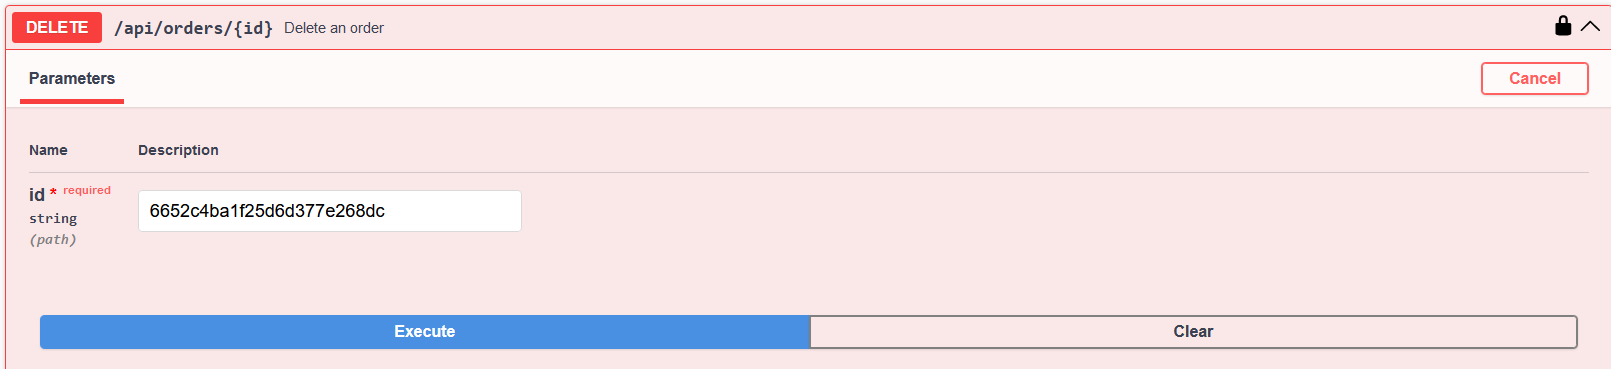 DELETE /api/orders/{id} Delete an order
Parameters Cancel
Name Description
id * required
string
(path)
6652c4ba1f25d6d377e268dc
Execute Clear